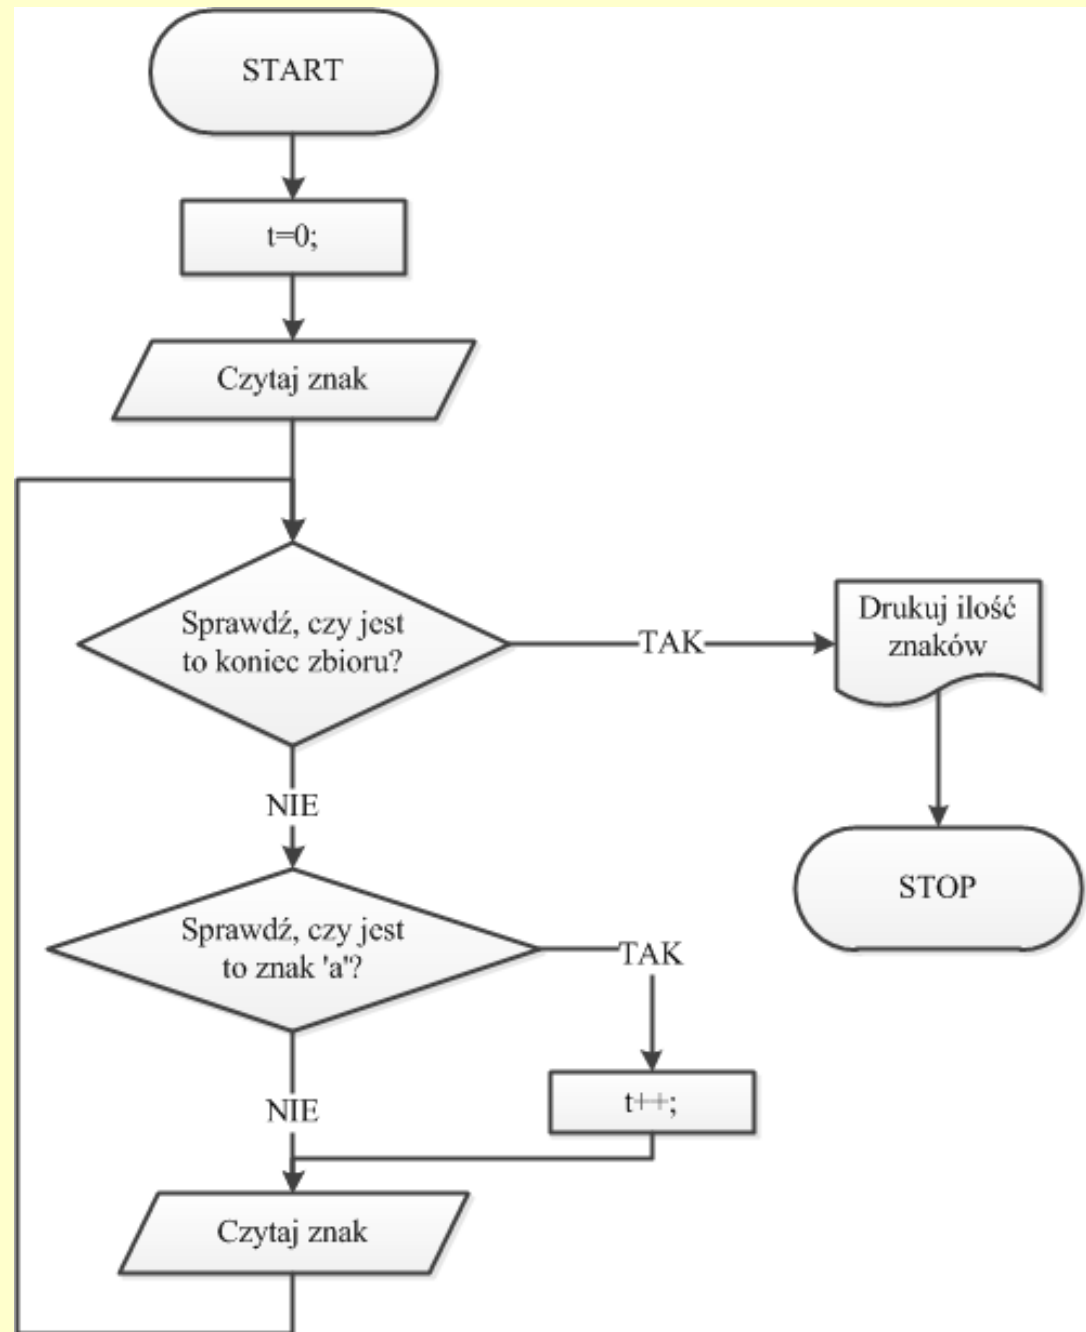 START
t=0;
Czytaj znak
Sprawdź, czy jest
to koniec zbioru?
TAK
Drukuj ilość
znaków
NIE
STOP
Sprawdź, czy jest
to znak 'a'?
TAK
t++;
NIE
Czytaj znak